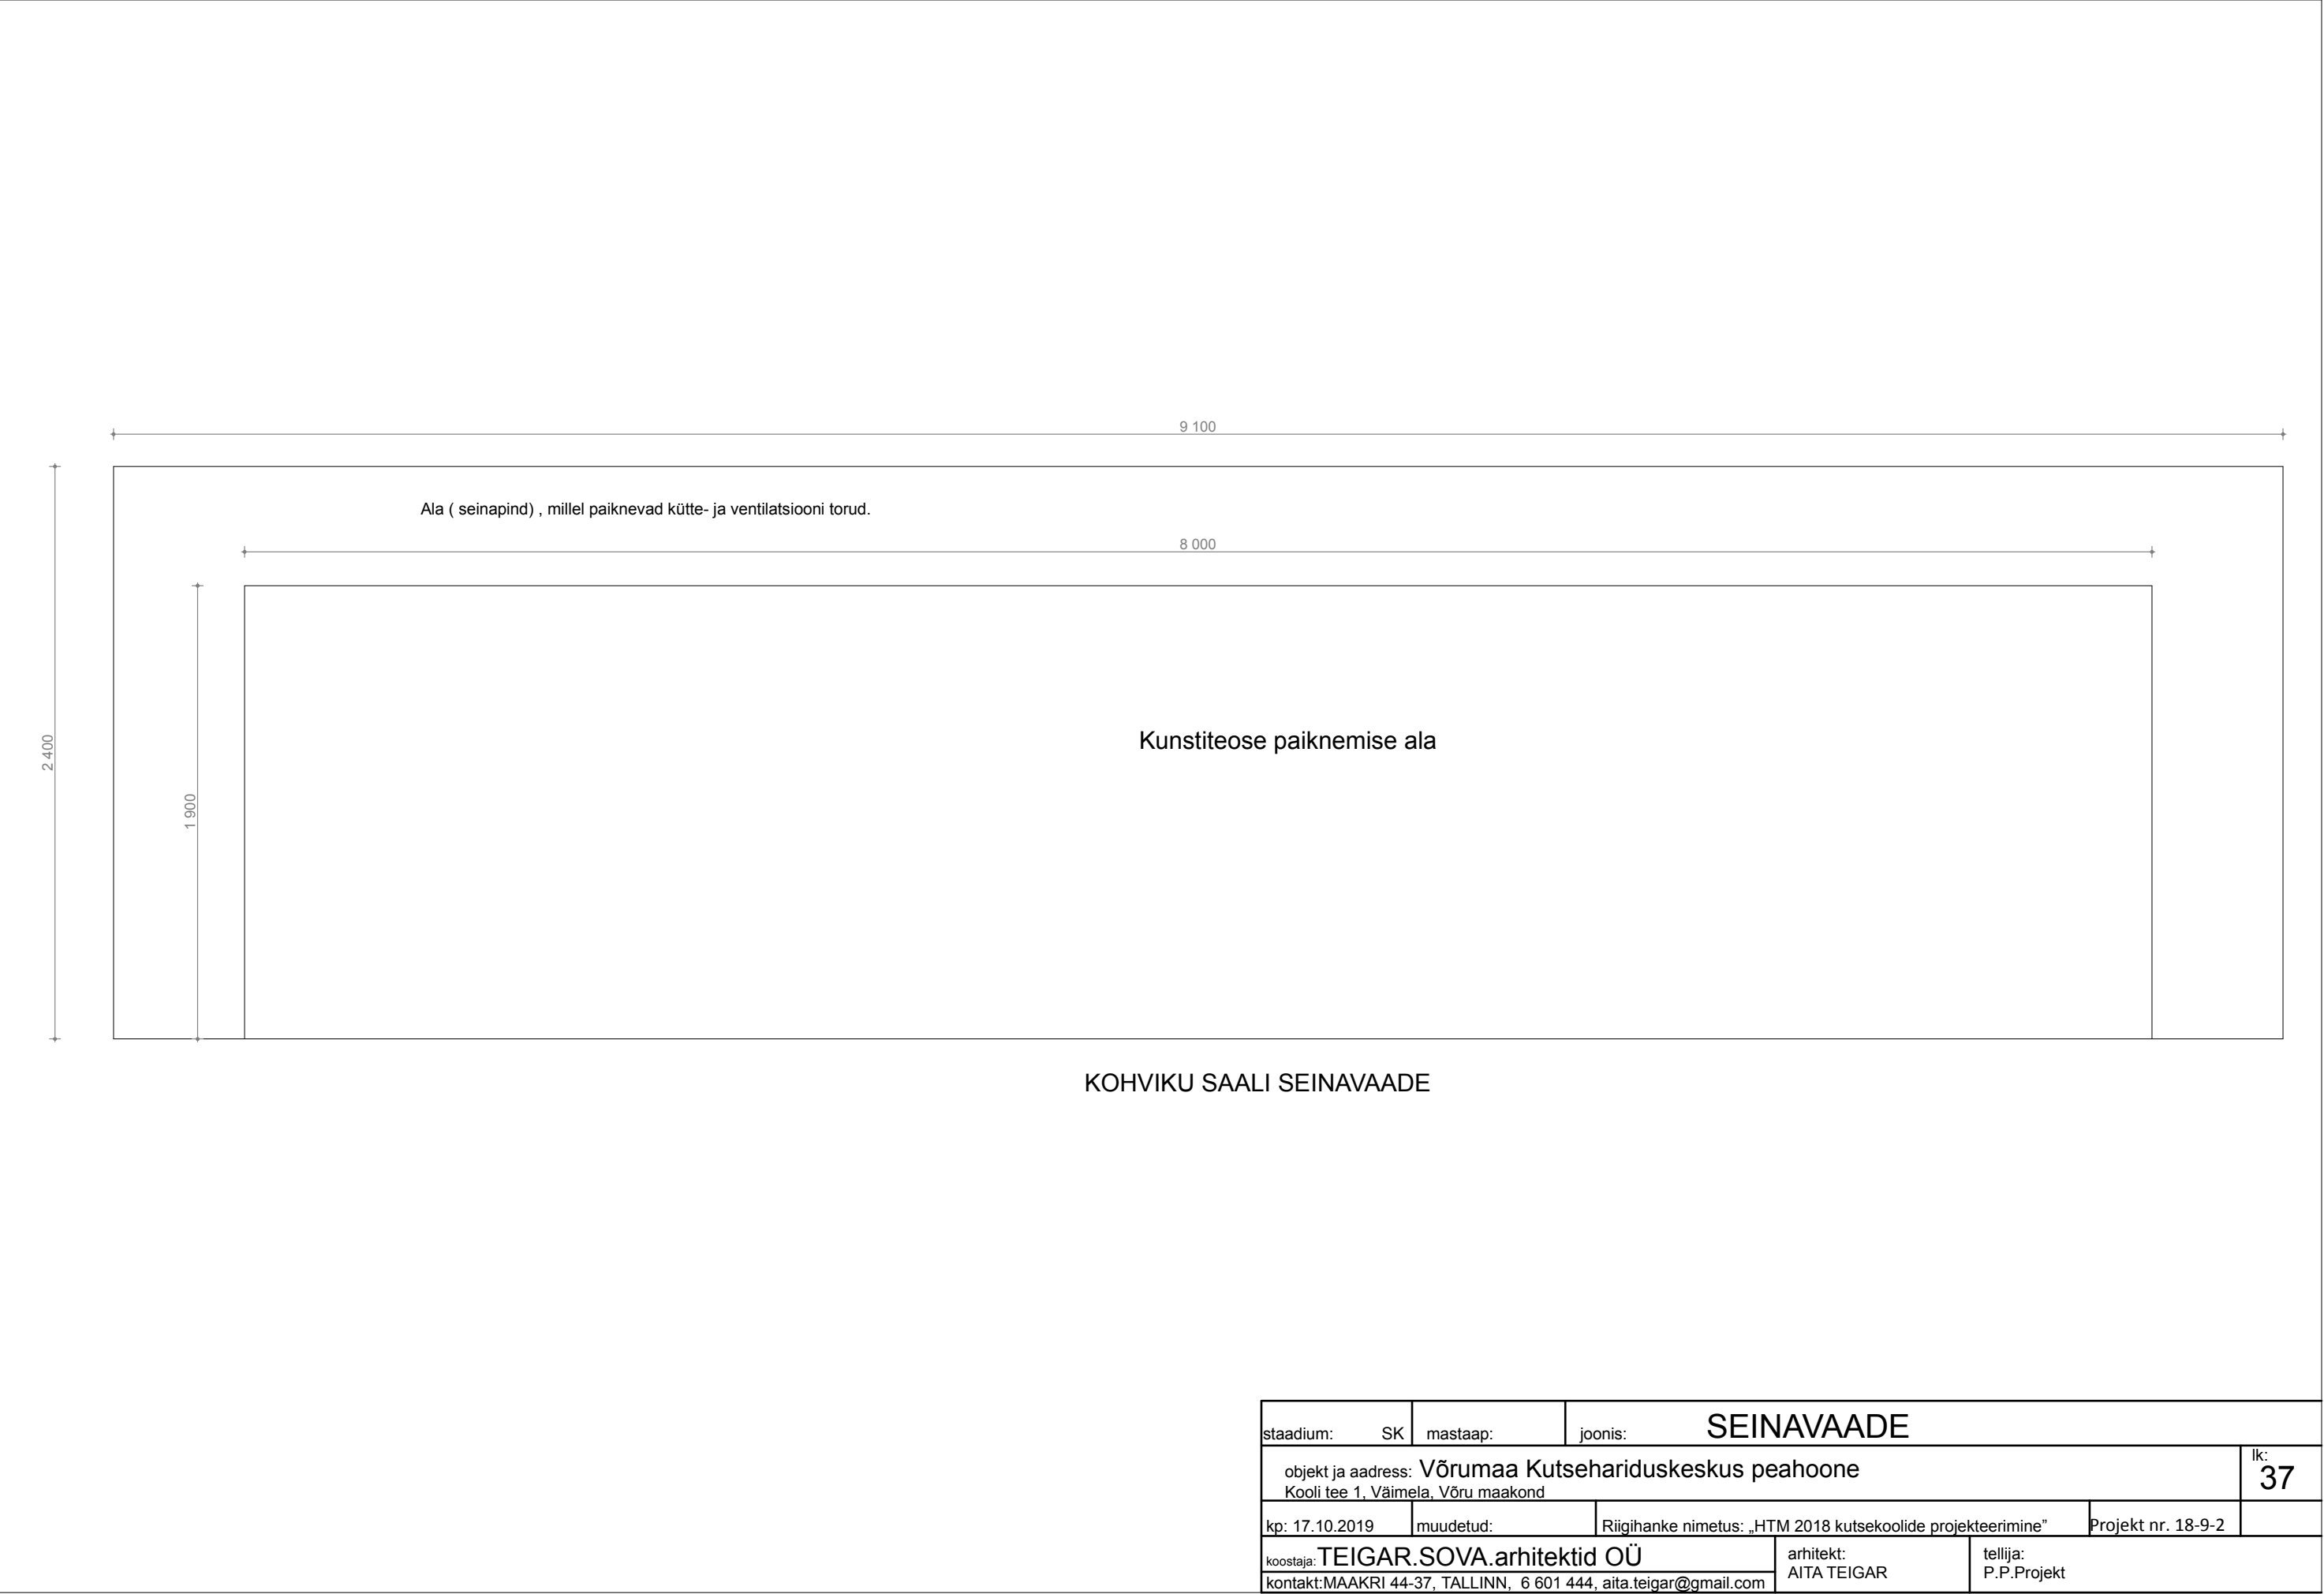 9 100
Ala ( seinapind) , millel paiknevad kütte- ja ventilatsiooni torud.
8 000
2 400
1 900
Kunstiteose paiknemise ala
KOHVIKU SAALI SEINAVAADE
staadium: SK mastaap: joonis: SEINAVAADE
objekt ja aadress: Võrumaa Kutsehariduskeskus peahoone
Kooli tee 1, Väimela, Võru maakond
lk:
37
kp: 17.10.2019 muudetud: Riigihanke nimetus: „HTM 2018 kutsekoolide projekteerimine” Projekt nr. 18-9-2
koostaja: TEIGAR.SOVA.arhitektid OÜ
kontakt:MAAKRI 44-37, TALLINN, 6 601 444, aita.teigar@gmail.com
arhitekt:
AITA TEIGAR
tellija:
P.P.Projekt